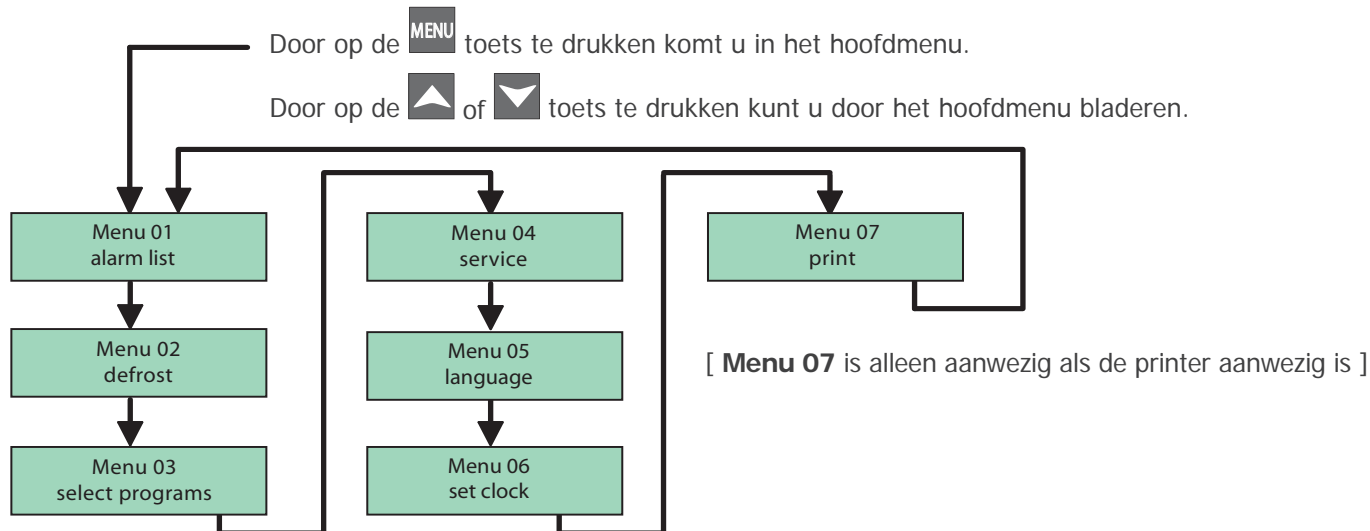 Door op de MENU toets te drukken komt u in het hoofdmenu.
Door op de of toets te drukken kunt u door het hoofdmenu bladeren.
Menu 01
alarm list
Menu 02
defrost
Menu 03
select programs
Menu 04
service
Menu 05
language
Menu 06
set clock
Menu 07
print
[ Menu 07 is alleen aanwezig als de printer aanwezig is ]